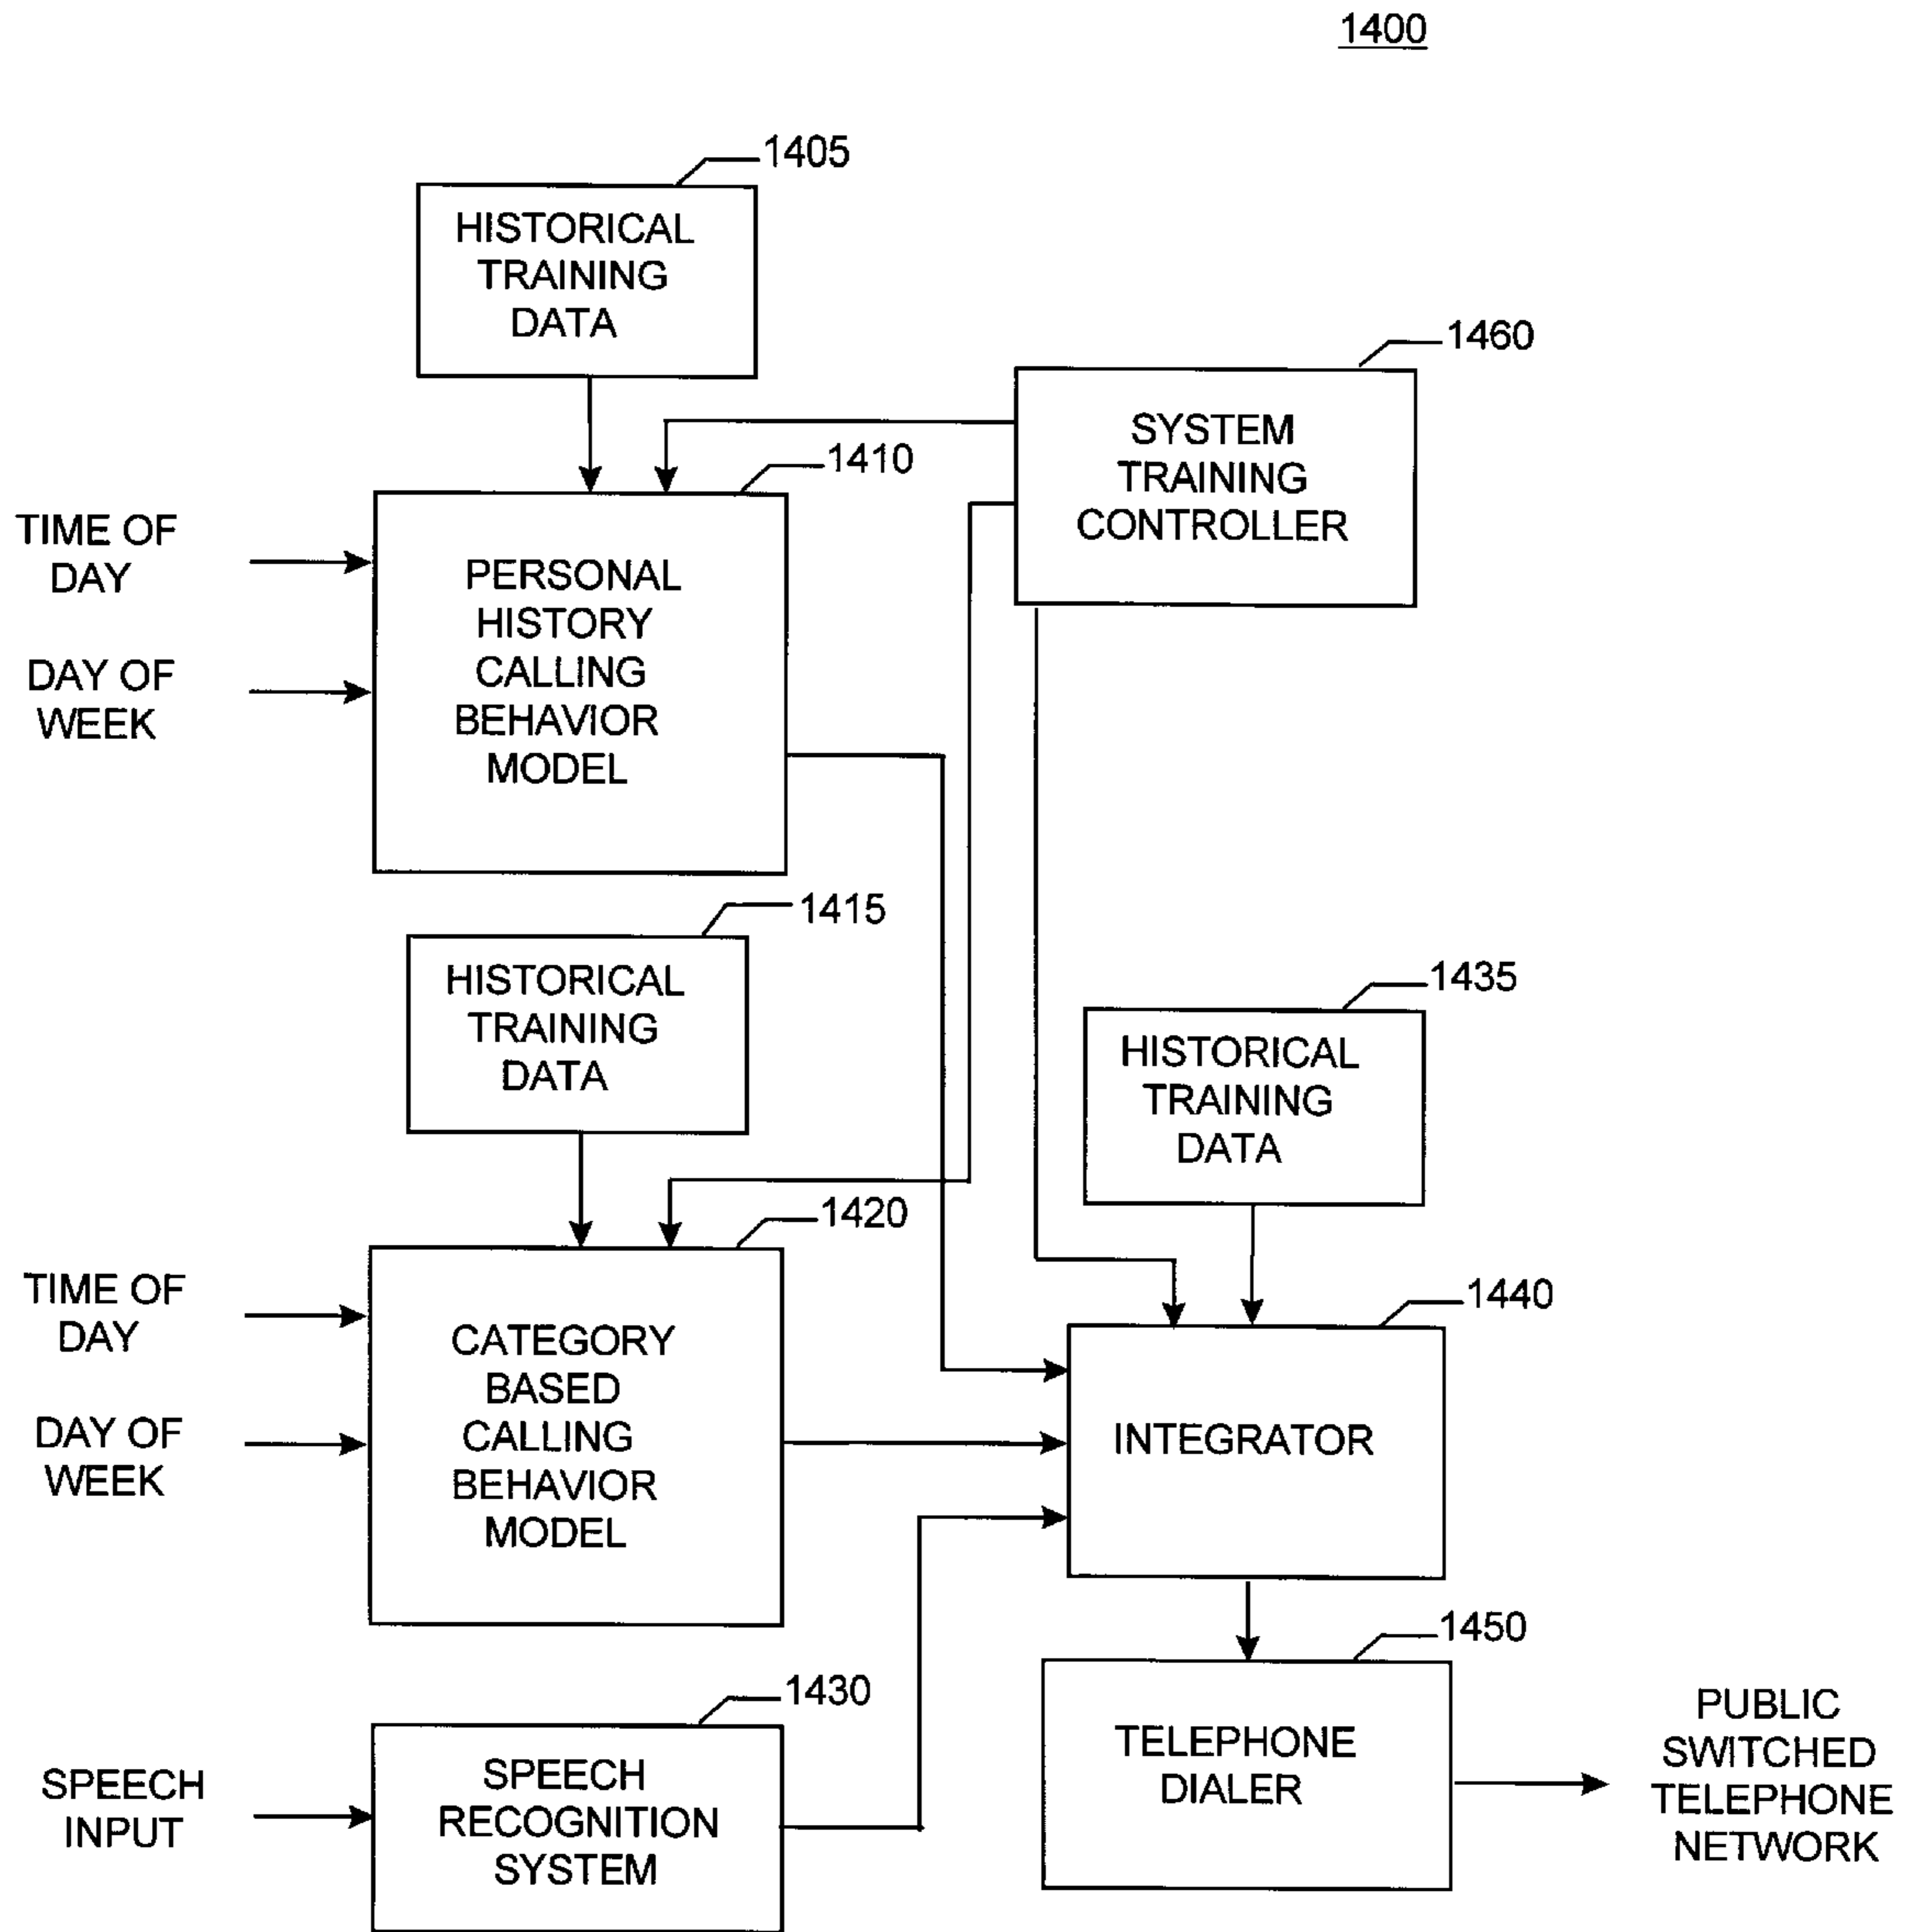 1400
1405
HISTORICAL
TRAINING
DATA
1460
SYSTEM
TRAINING
CONTROLLER
1410
TIME OF
DAY
DAY OF
WEEK
PERSONAL
HISTORY
CALLING
BEHAVIOR
MODEL
1415
HISTORICAL
TRAINING
DATA
1435
HISTORICAL
TRAINING
DATA
1420
TIME OF
DAY
DAY OF
WEEK
CATEGORY
BASED
CALLING
BEHAVIOR
MODEL
1440
INTEGRATOR
1430
SPEECH
INPUT
SPEECH
RECOGNITION
SYSTEM
1450
TELEPHONE
DIALER
PUBLIC
SWITCHED
TELEPHONE
NETWORK